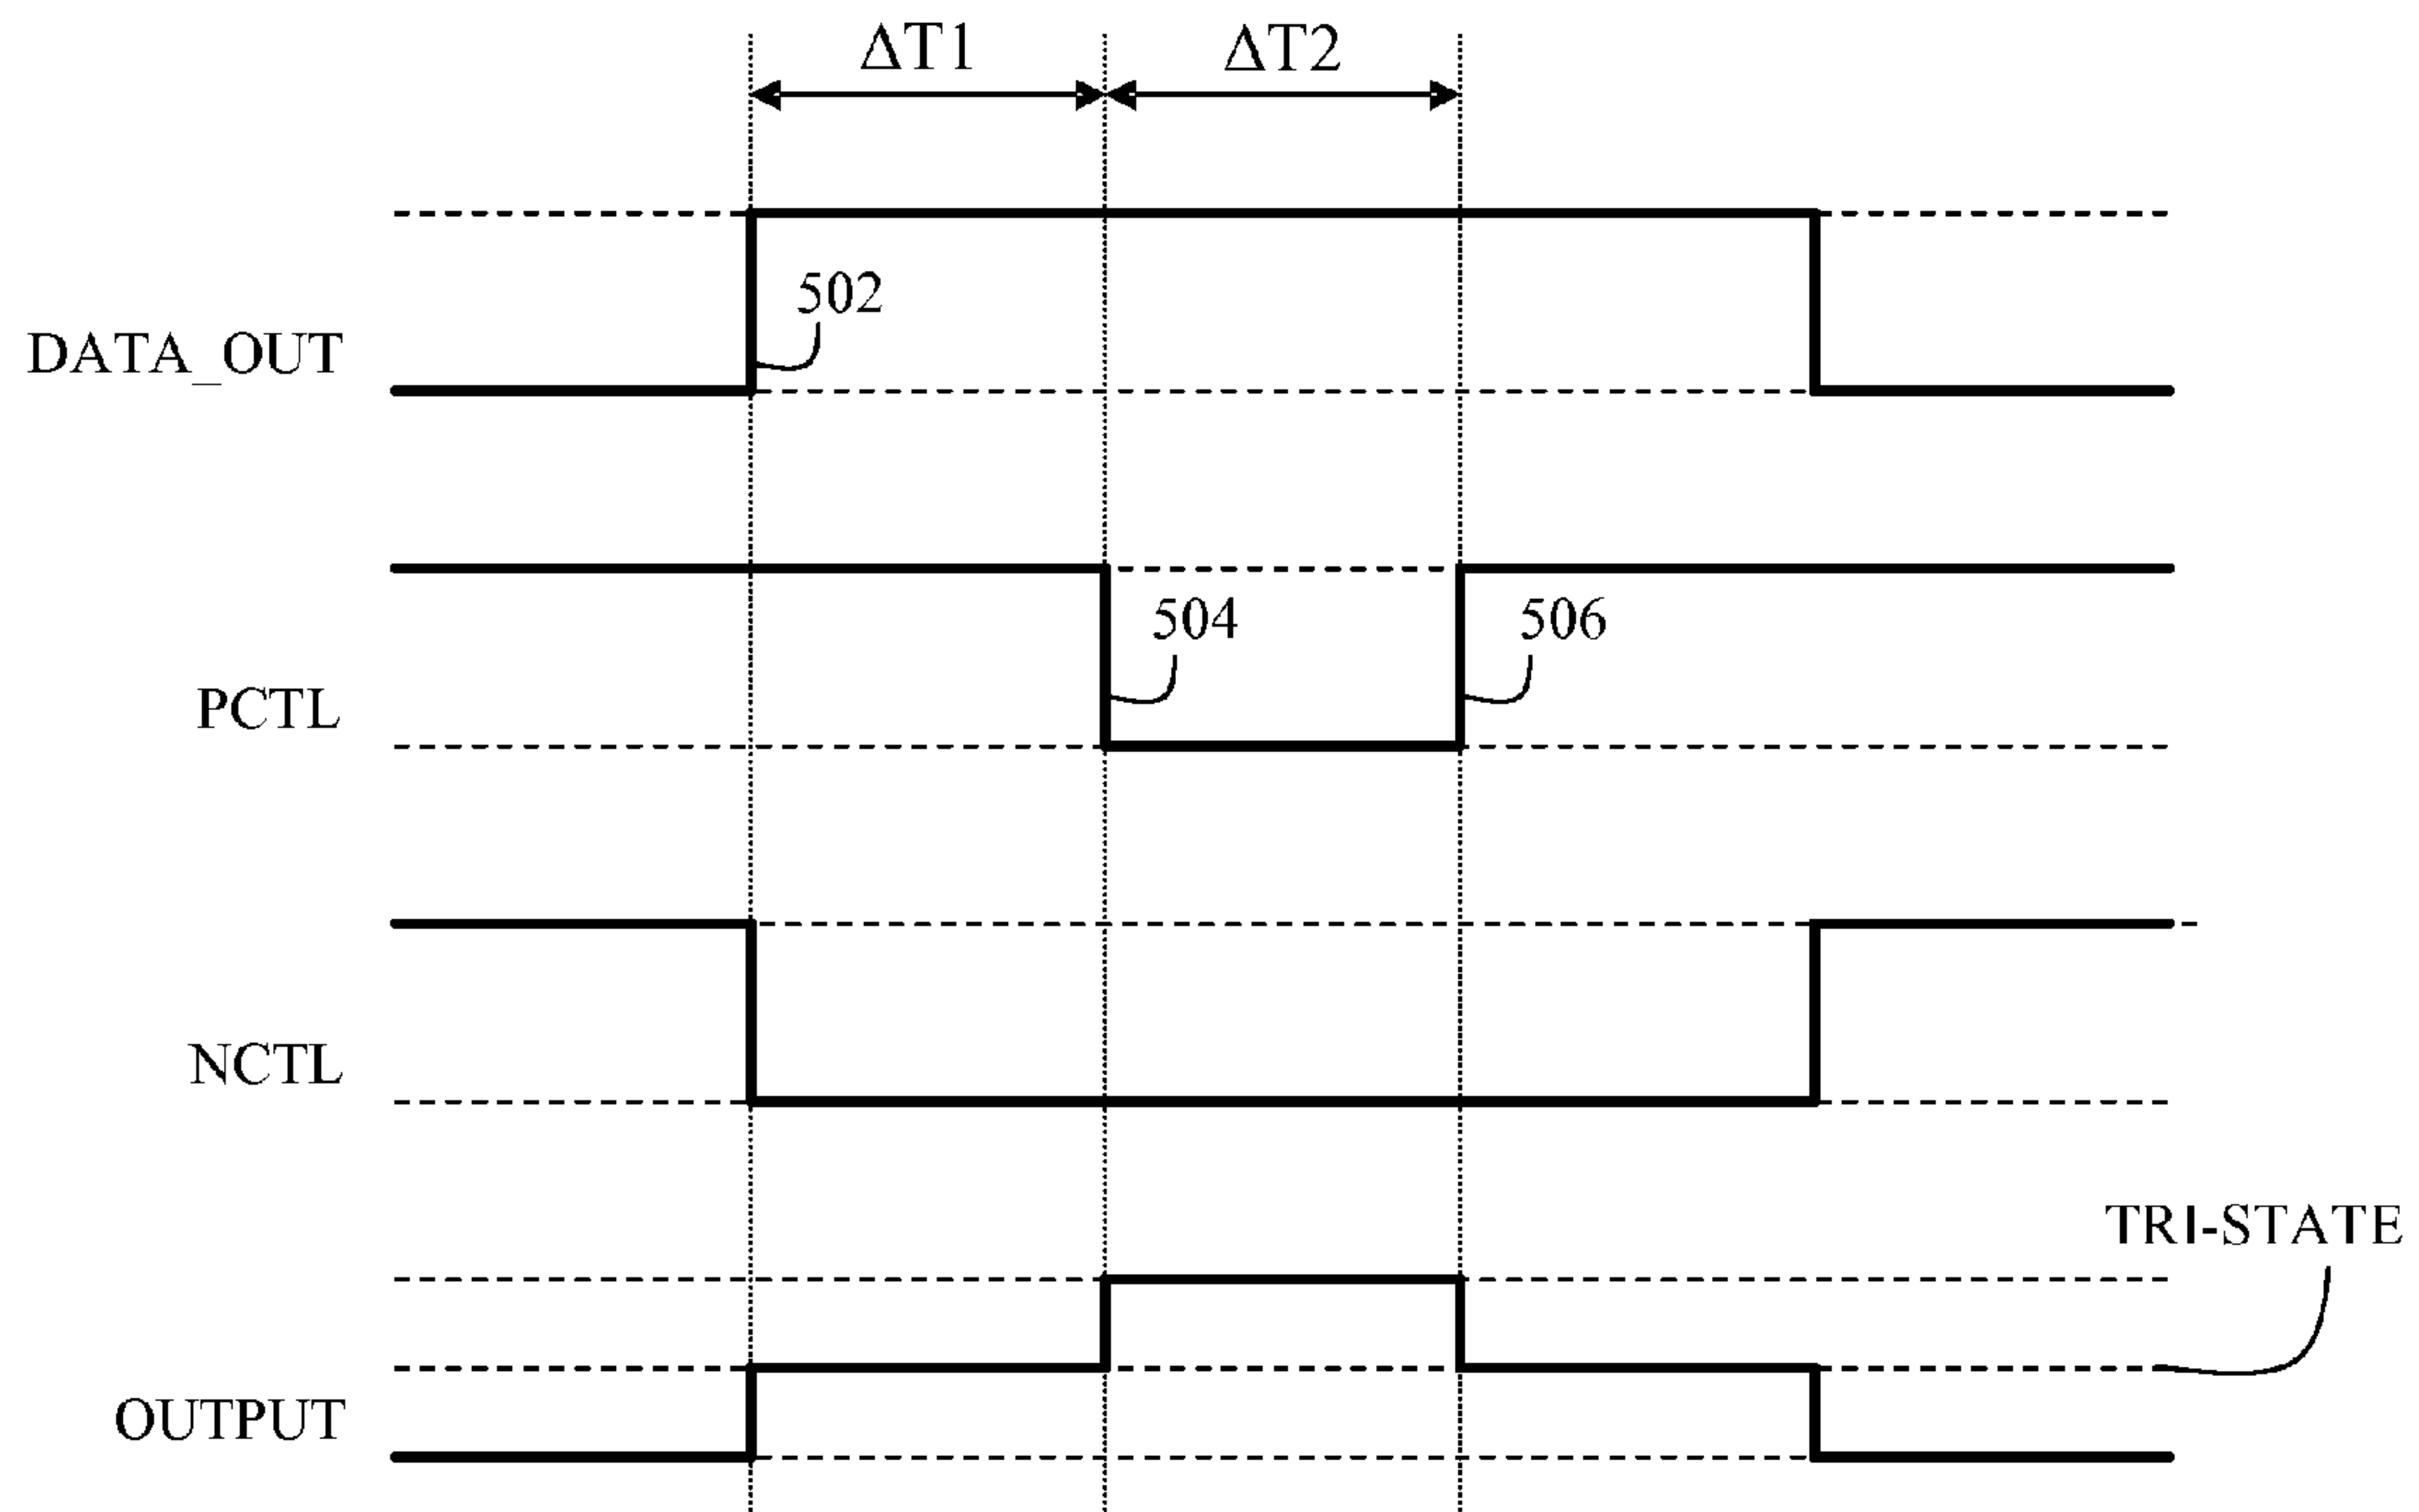 ΔT1
ΔT2
502
DATA_OUT
504
506
PCTL
NCTL
TRI-STATE
OUTPUT